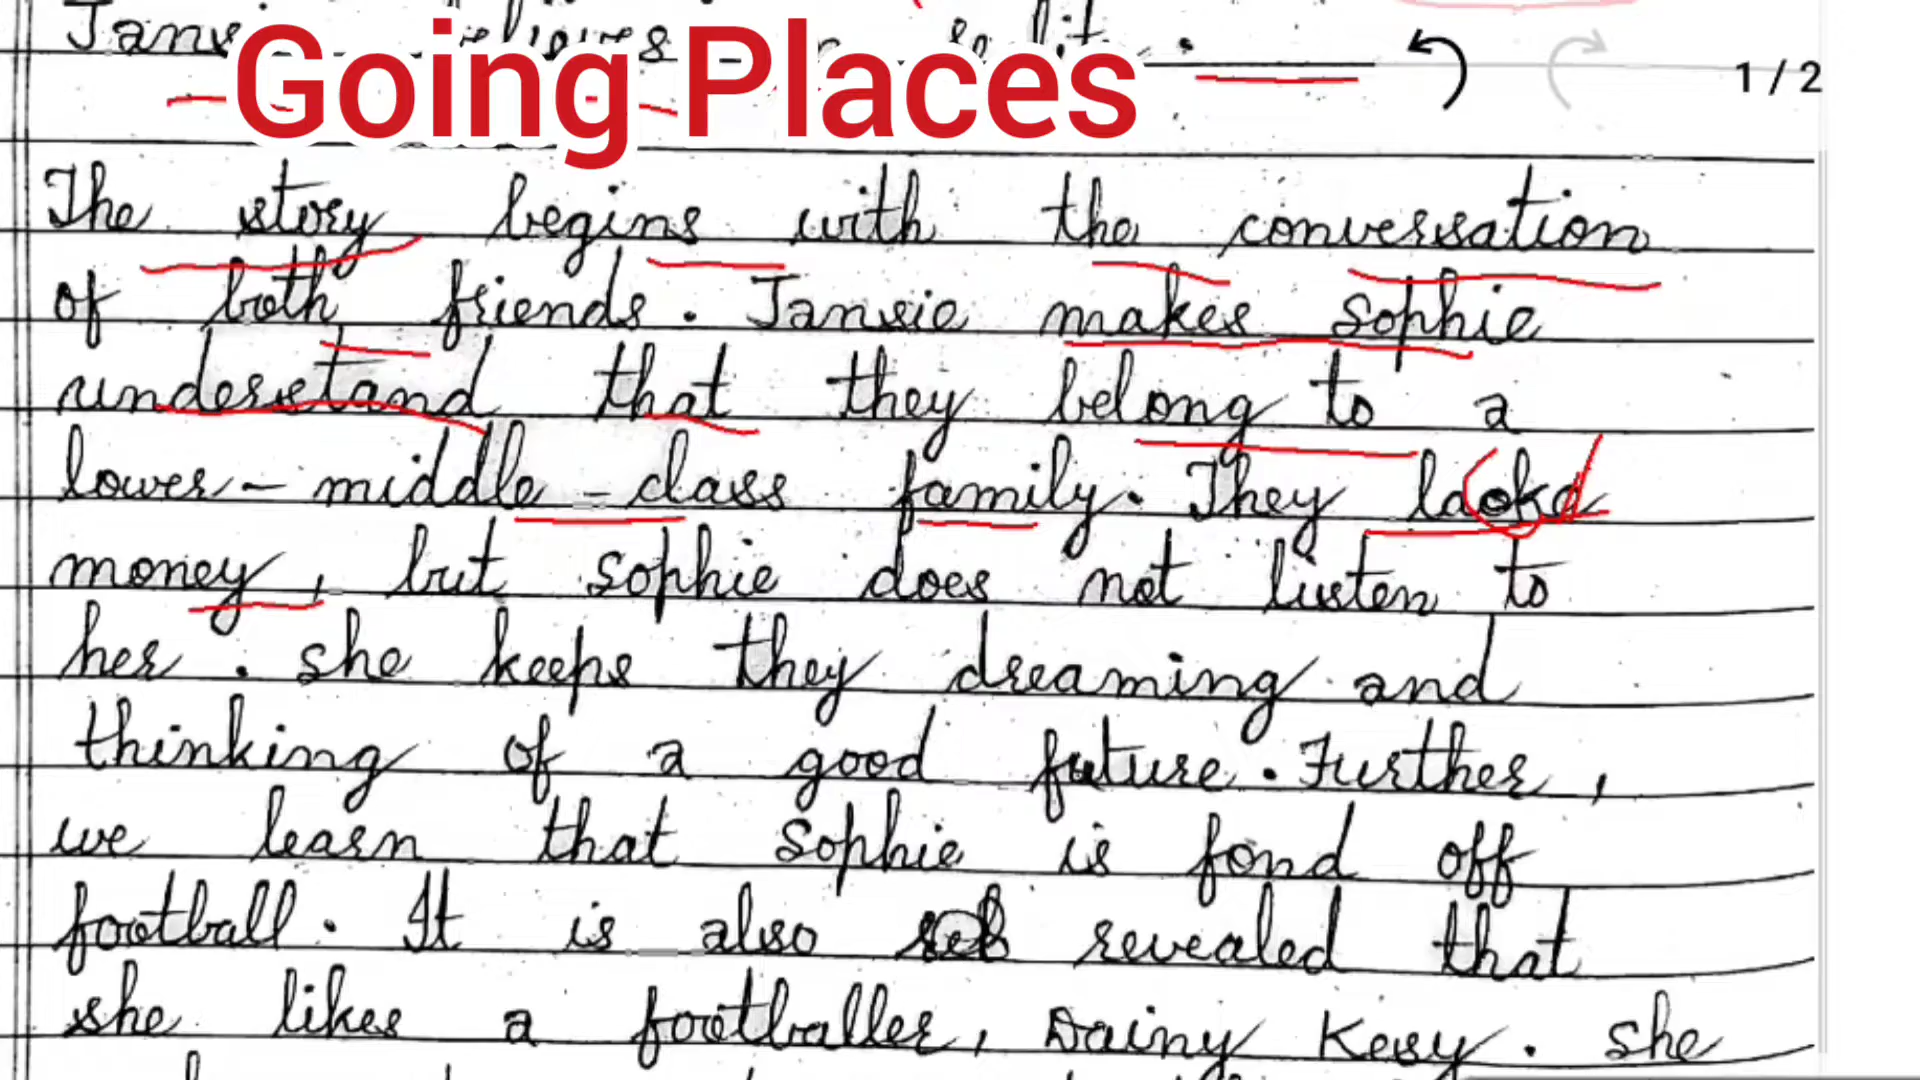 Going Places
1 / 2
The story begins with the conversation
of both friends. Jansie makes Sophie
understand that they belong to a
lower-middle-class family. They
money, but Sophie does not listen to
her. she keeps they dreaming and
thinking of a good future. Further,
we learn that Sophie is fond off
football. It is also revealed that
she likes a footballer, Dainy Kesy. she